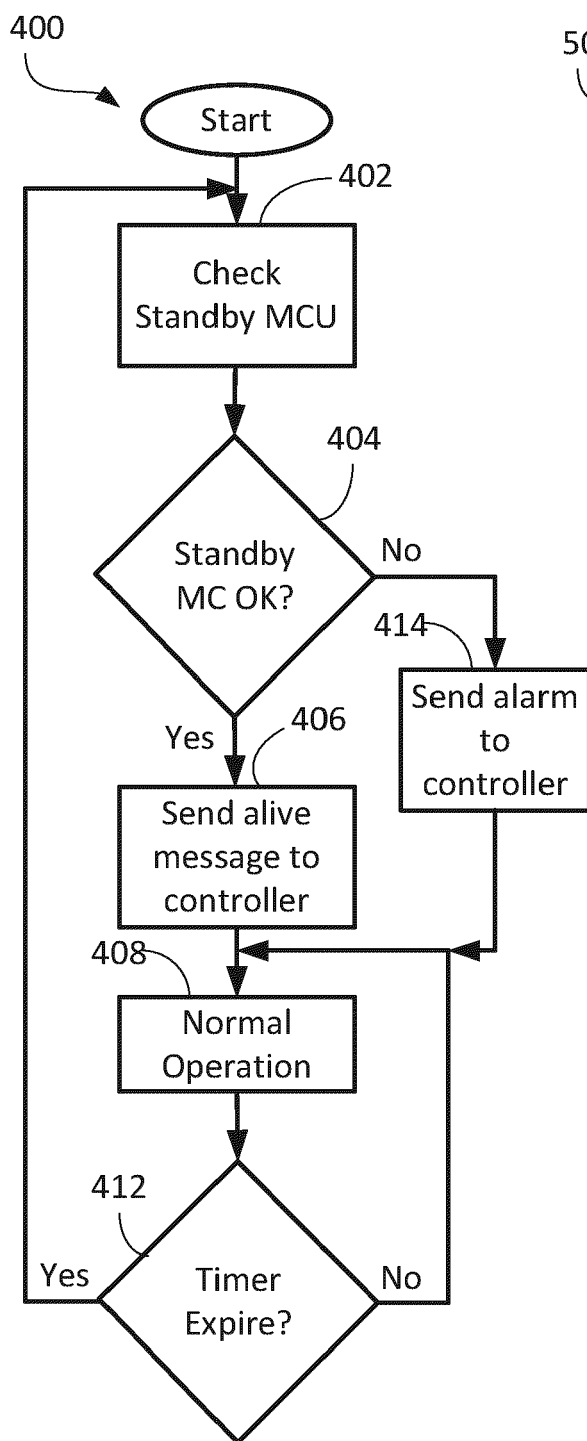 400
50
Start
402
Check
Standby MCU
404
Standby
MC OK?
No
414
Send alarm
to
controller
Yes
406
Send alive
message to
controller
408
Normal
Operation
412
Yes
Timer
Expire?
No